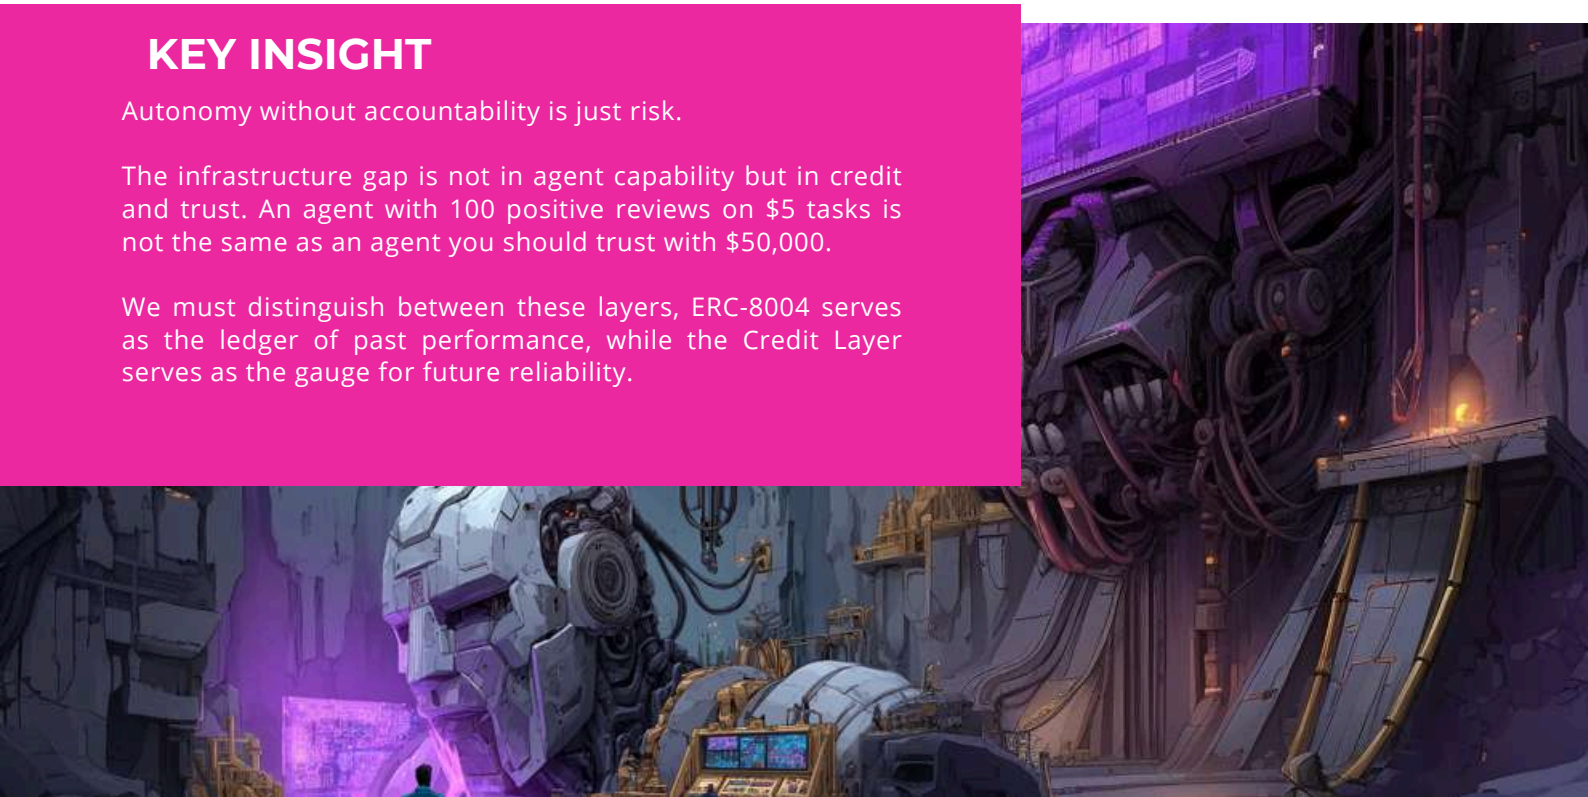 KEY INSIGHT
Autonomy without accountability is just risk.
The infrastructure gap is not in agent capability but in credit
and trust. An agent with 100 positive reviews on $5 tasks is
not the same as an agent you should trust with $50,000.
We must distinguish between these layers, ERC-8004 serves
as the ledger of past performance, while the Credit Layer
serves as the gauge for future reliability.